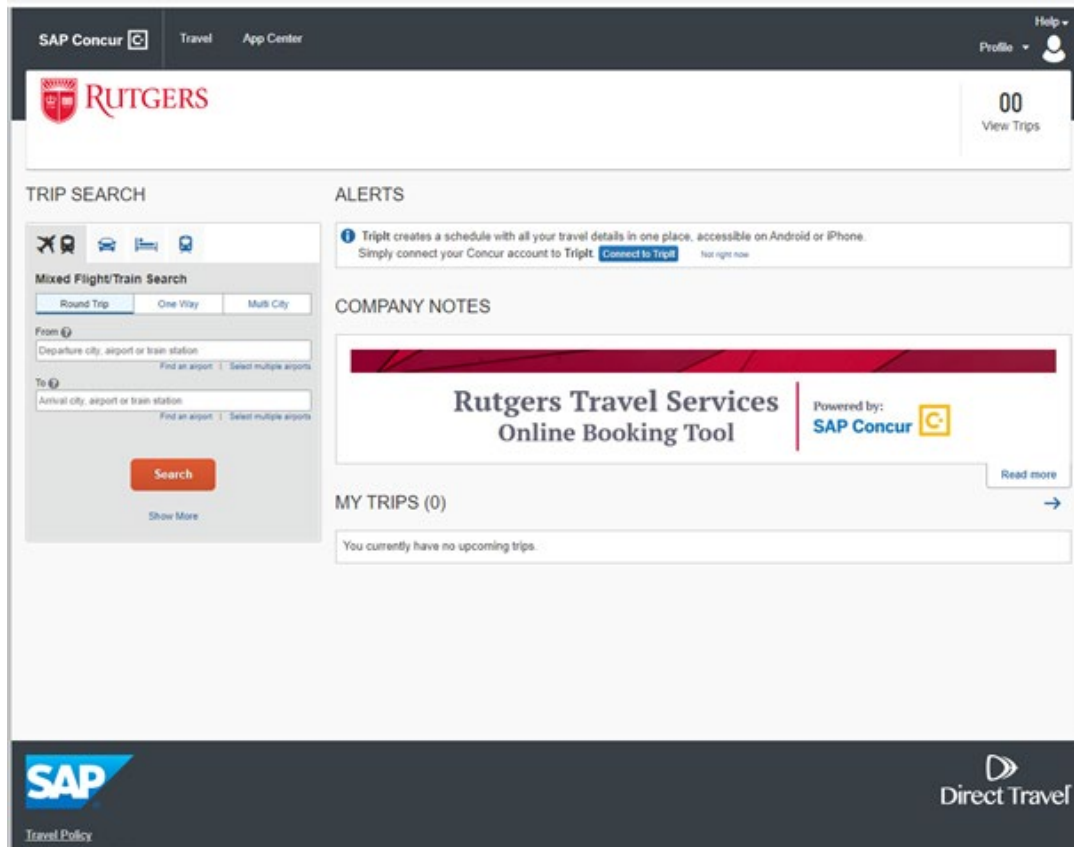 Help
SAP Concur C Travel App Center
Profile
RUTGERS
00
View Trips
TRIP SEARCH
Mixed Flight/Train Search
Round Trip One Way Multi City
From ?
Departure city, airport or train station
Find an airport | Select multiple airports
To ?
Arrival city, airport or train station
Find an airport | Select multiple airports
Search
Show More
ALERTS
TripIt creates a schedule with all your travel details in one place, accessible on Android or iPhone.
Simply connect your Concur account to TripIt. Connect to TripIt Not right now
COMPANY NOTES
Rutgers Travel Services
Online Booking Tool
Powered by:
SAP Concur C
Read more
MY TRIPS (0)
You currently have no upcoming trips.
SAP
Direct Travel
Travel Policy